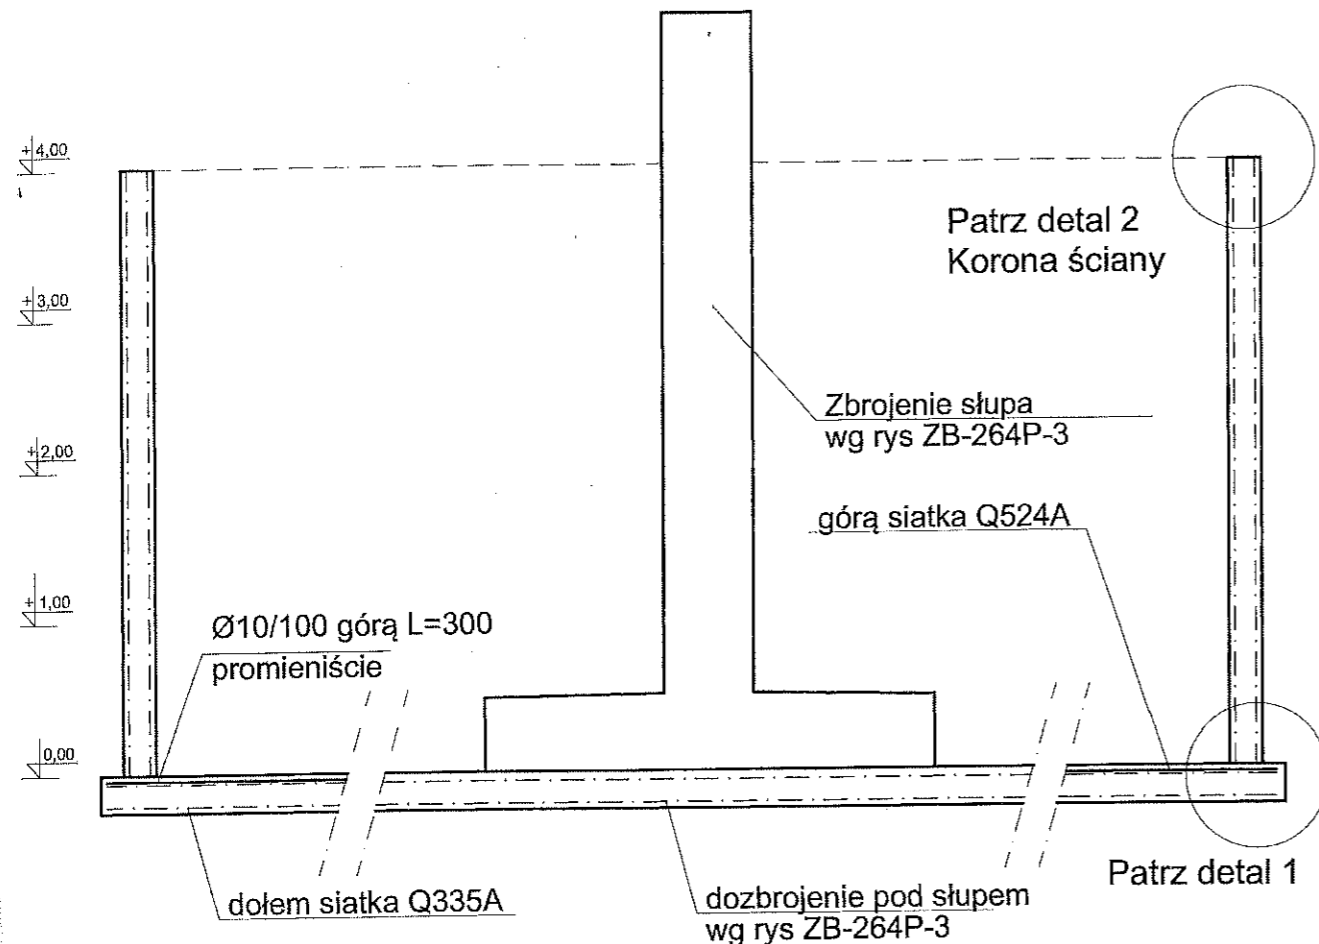 +4,00
Patrz detal 2
Korona ściany
+3,00
Zbrojenie słupa
wg rys ZB-264P-3
+2,00
górą siatka Q524A
+1,00
Ø10/100 górą L=300
promieniście
0,00
Patrz detal 1
dołem siatka Q335A
dozbrojenie pod słupem
wg rys ZB-264P-3